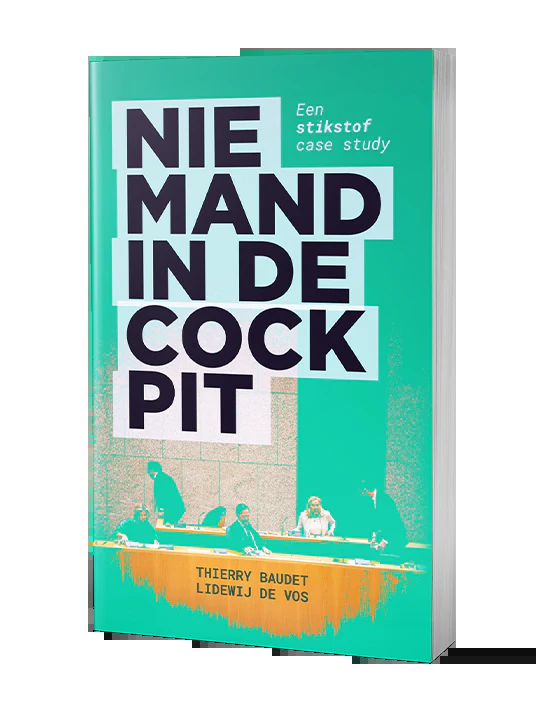 NIE
MAND
IN DE
COCK
PIT
Een
stikstof
case study
THIERRY BAUDET
LIDEWIJ DE VOS